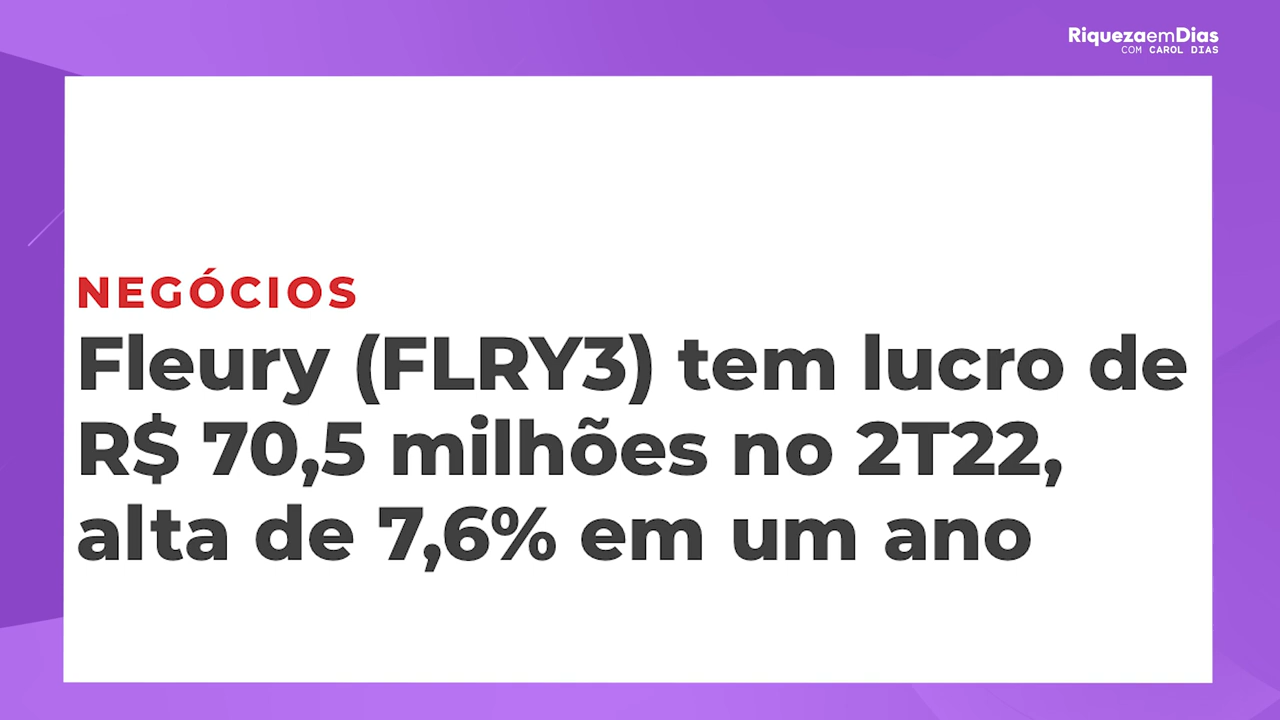 RiquezaemDias
COM CAROL DIAS
NEGÓCIOS
Fleury (FLRY3) tem lucro de
R$ 70,5 milhões no 2T22,
alta de 7,6% em um ano